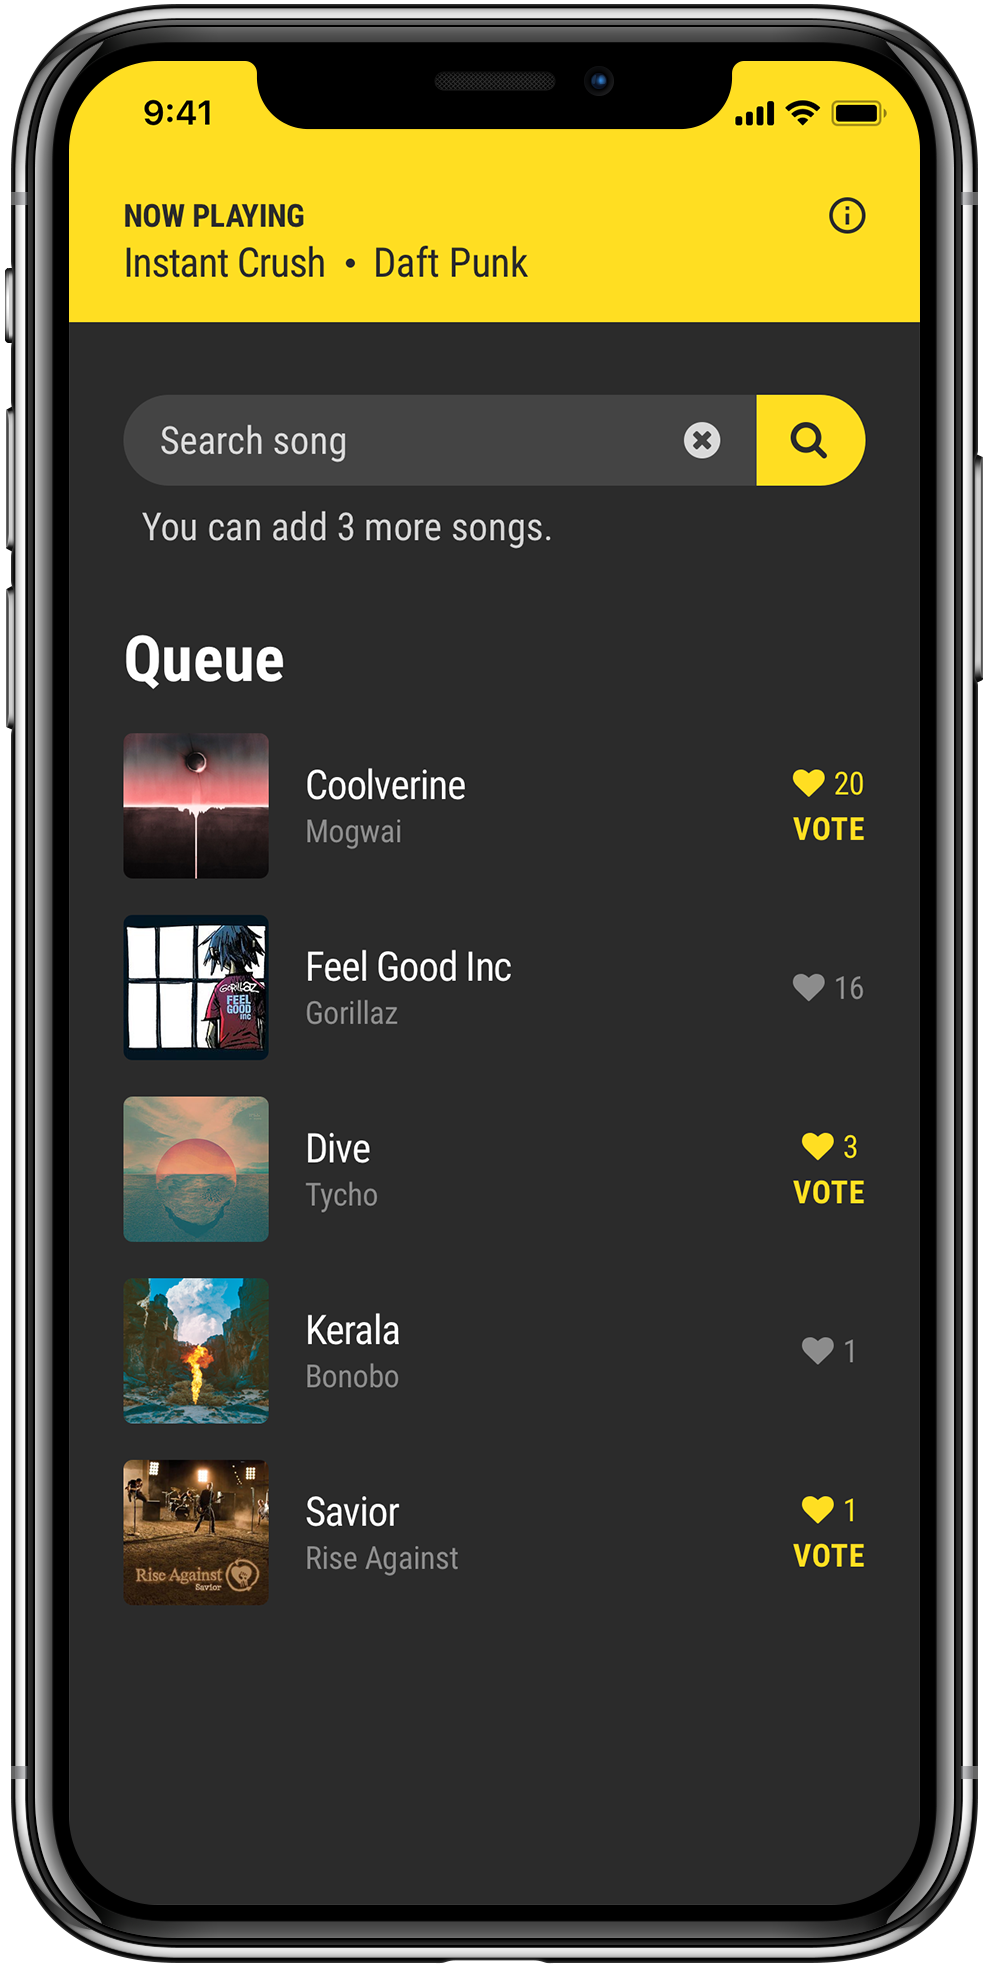 9:41
NOW PLAYING
Instant Crush • Daft Punk
Search song
You can add 3 more songs.
Queue
Coolverine
Mogwai
20
VOTE
GORILLAZ
FEEL
GOOD
INC
Feel Good Inc
Gorillaz
16
Dive
Tycho
3
VOTE
Kerala
Bonobo
1
Rise Against
Savior
Savior
Rise Against
1
VOTE